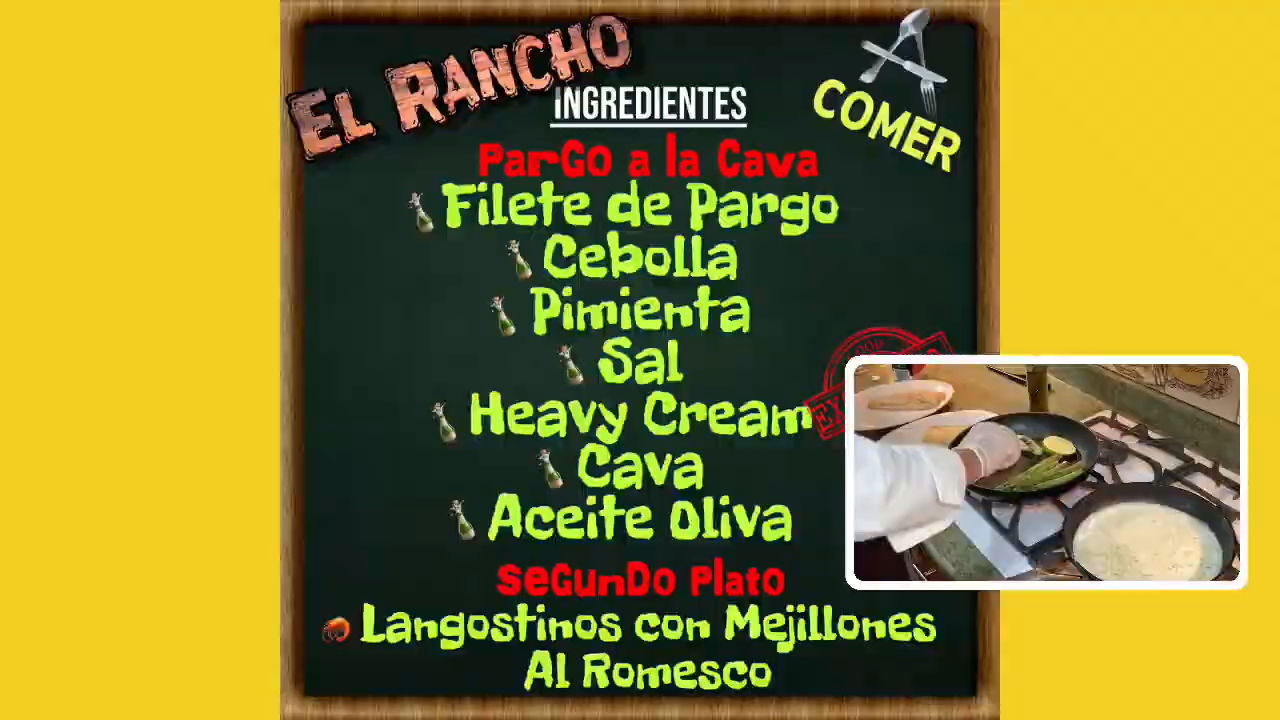 El Rancho
COMER
INGREDIENTES
ParGo a la Cava
Filete de Pargo
Cebolla
Pimienta
Sal
Heavy Cream
Cava
Aceite Oliva
seGunDo Plato
Langostinos con Mejillones
Al Romesco